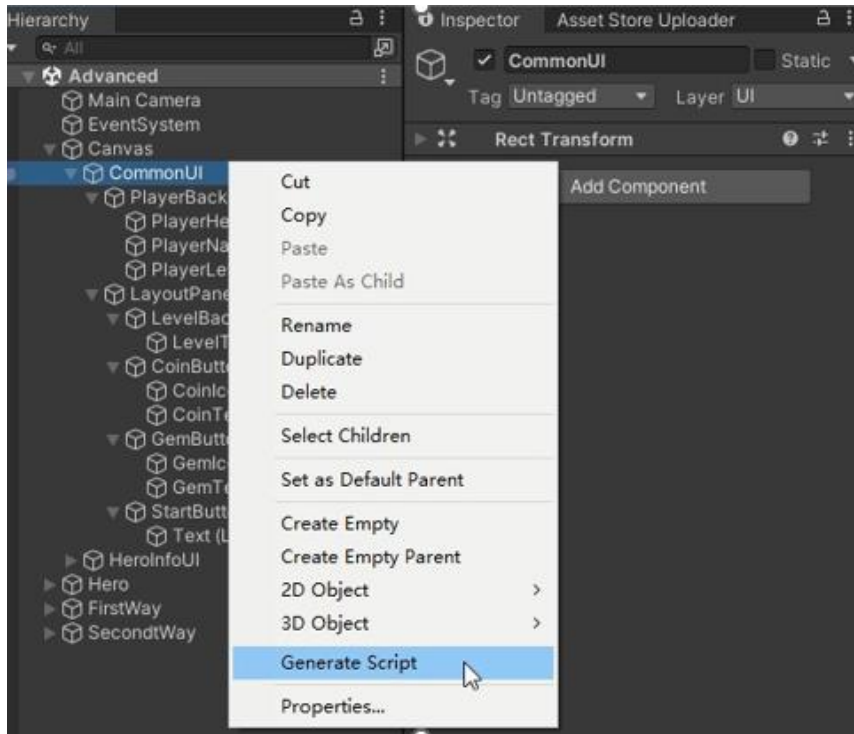 Hierarchy
All
Advanced
Main Camera
EventSystem
Canvas
CommonUI
PlayerBack
PlayerHe
PlayerNa
PlayerLe
LayoutPane
LevelBac
LevelT
CoinButt
CoinIc
CoinTe
GemButt
GemIc
GemTe
StartButt
Text (L
HeroInfoUI
Hero
FirstWay
SecondtWay
Cut
Copy
Paste
Paste As Child
Rename
Duplicate
Delete
Select Children
Set as Default Parent
Create Empty
Create Empty Parent
2D Object
3D Object
Generate Script
Properties...
Inspector Asset Store Uploader
CommonUI Static
Tag Untagged Layer UI
Rect Transform
Add Component